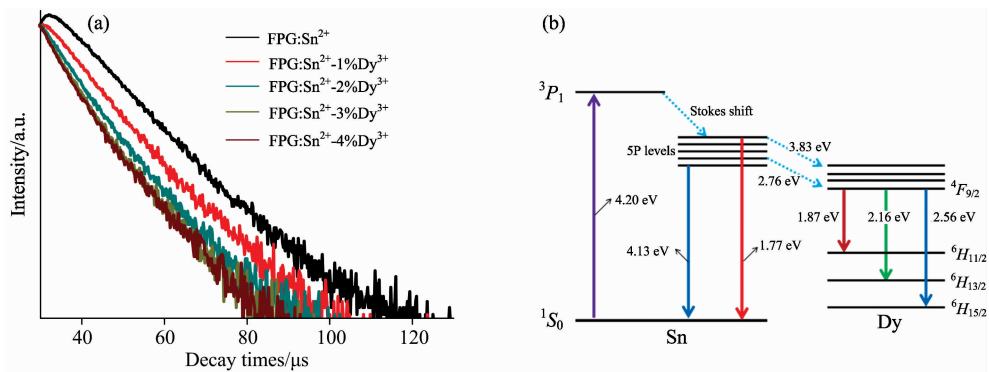 (a)
FPG:Sn²⁺
FPG:Sn²⁺-1%Dy³⁺
FPG:Sn²⁺-2%Dy³⁺
FPG:Sn²⁺-3%Dy³⁺
FPG:Sn²⁺-4%Dy³⁺
Intensity/a.u.
40 60 80 100 120
Decay times/μs
(b)
³P₁
Stokes shift
5P levels
3.83 eV
2.76 eV
⁴F₉/₂
4.20 eV
1.87 eV 2.16 eV 2.56 eV
4.13 eV
1.77 eV
⁶H₁₁/₂
⁶H₁₃/₂
⁶H₁₅/₂
¹S₀
Sn
Dy